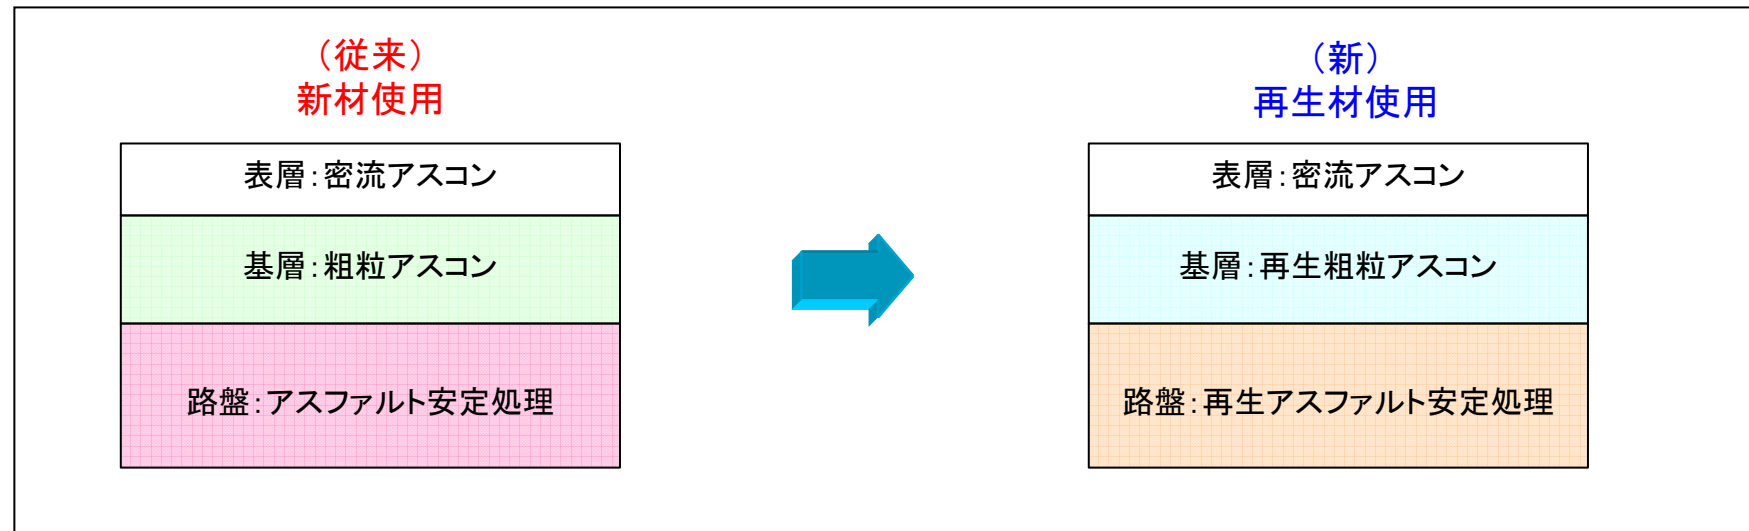 （従来）
新材使用
表層：密流アスコン
基層：粗粒アスコン
路盤：アスファルト安定処理
（新）
再生材使用
表層：密流アスコン
基層：再生粗粒アスコン
路盤：再生アスファルト安定処理